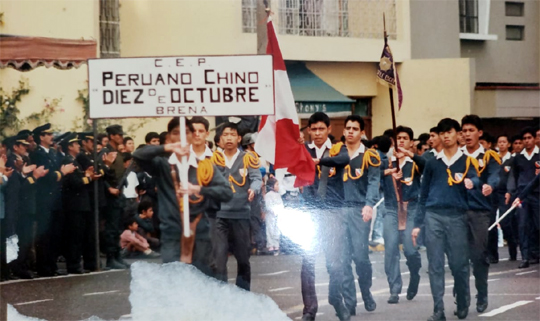 C.E.P
PERUANO CHINO
"DIEZ DE OCTUBRE"
BREÑA